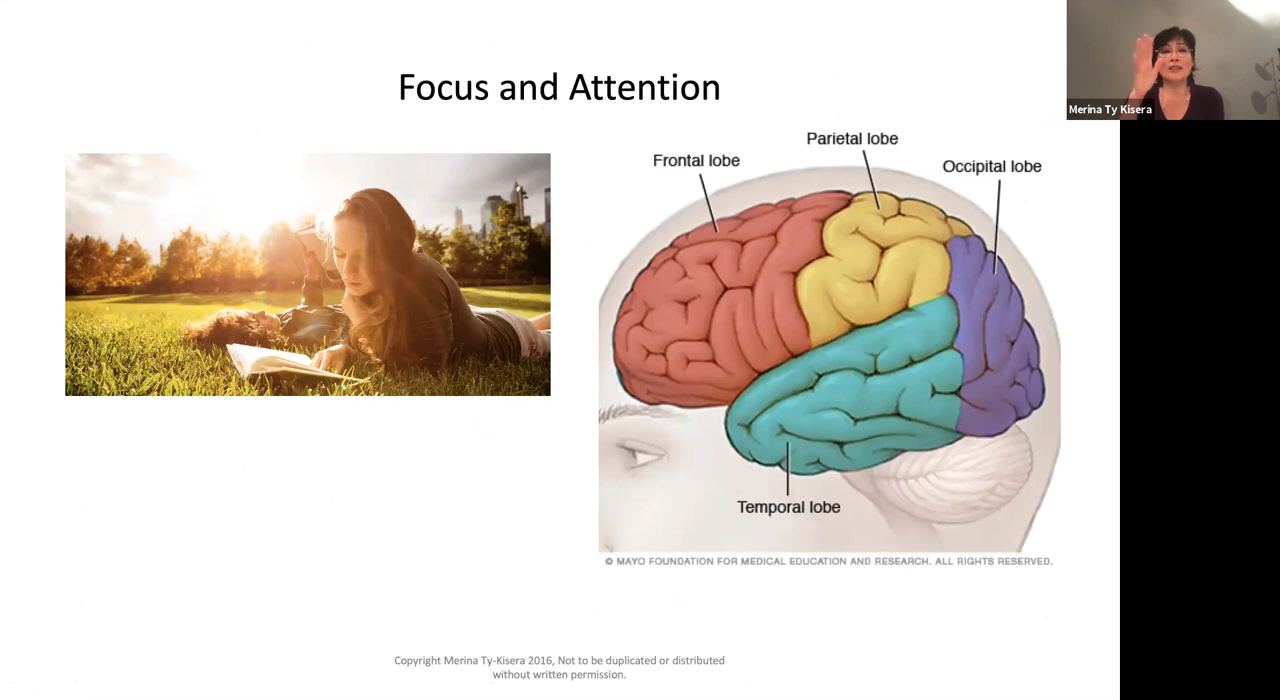 Focus and Attention
Merina Ty Kisera
Parietal lobe
Frontal lobe
Occipital lobe
Temporal lobe
© MAYO FOUNDATION FOR MEDICAL EDUCATION AND RESEARCH. ALL RIGHTS RESERVED.
Copyright Merina Ty-Kisera 2016, Not to be duplicated or distributed
without written permission.